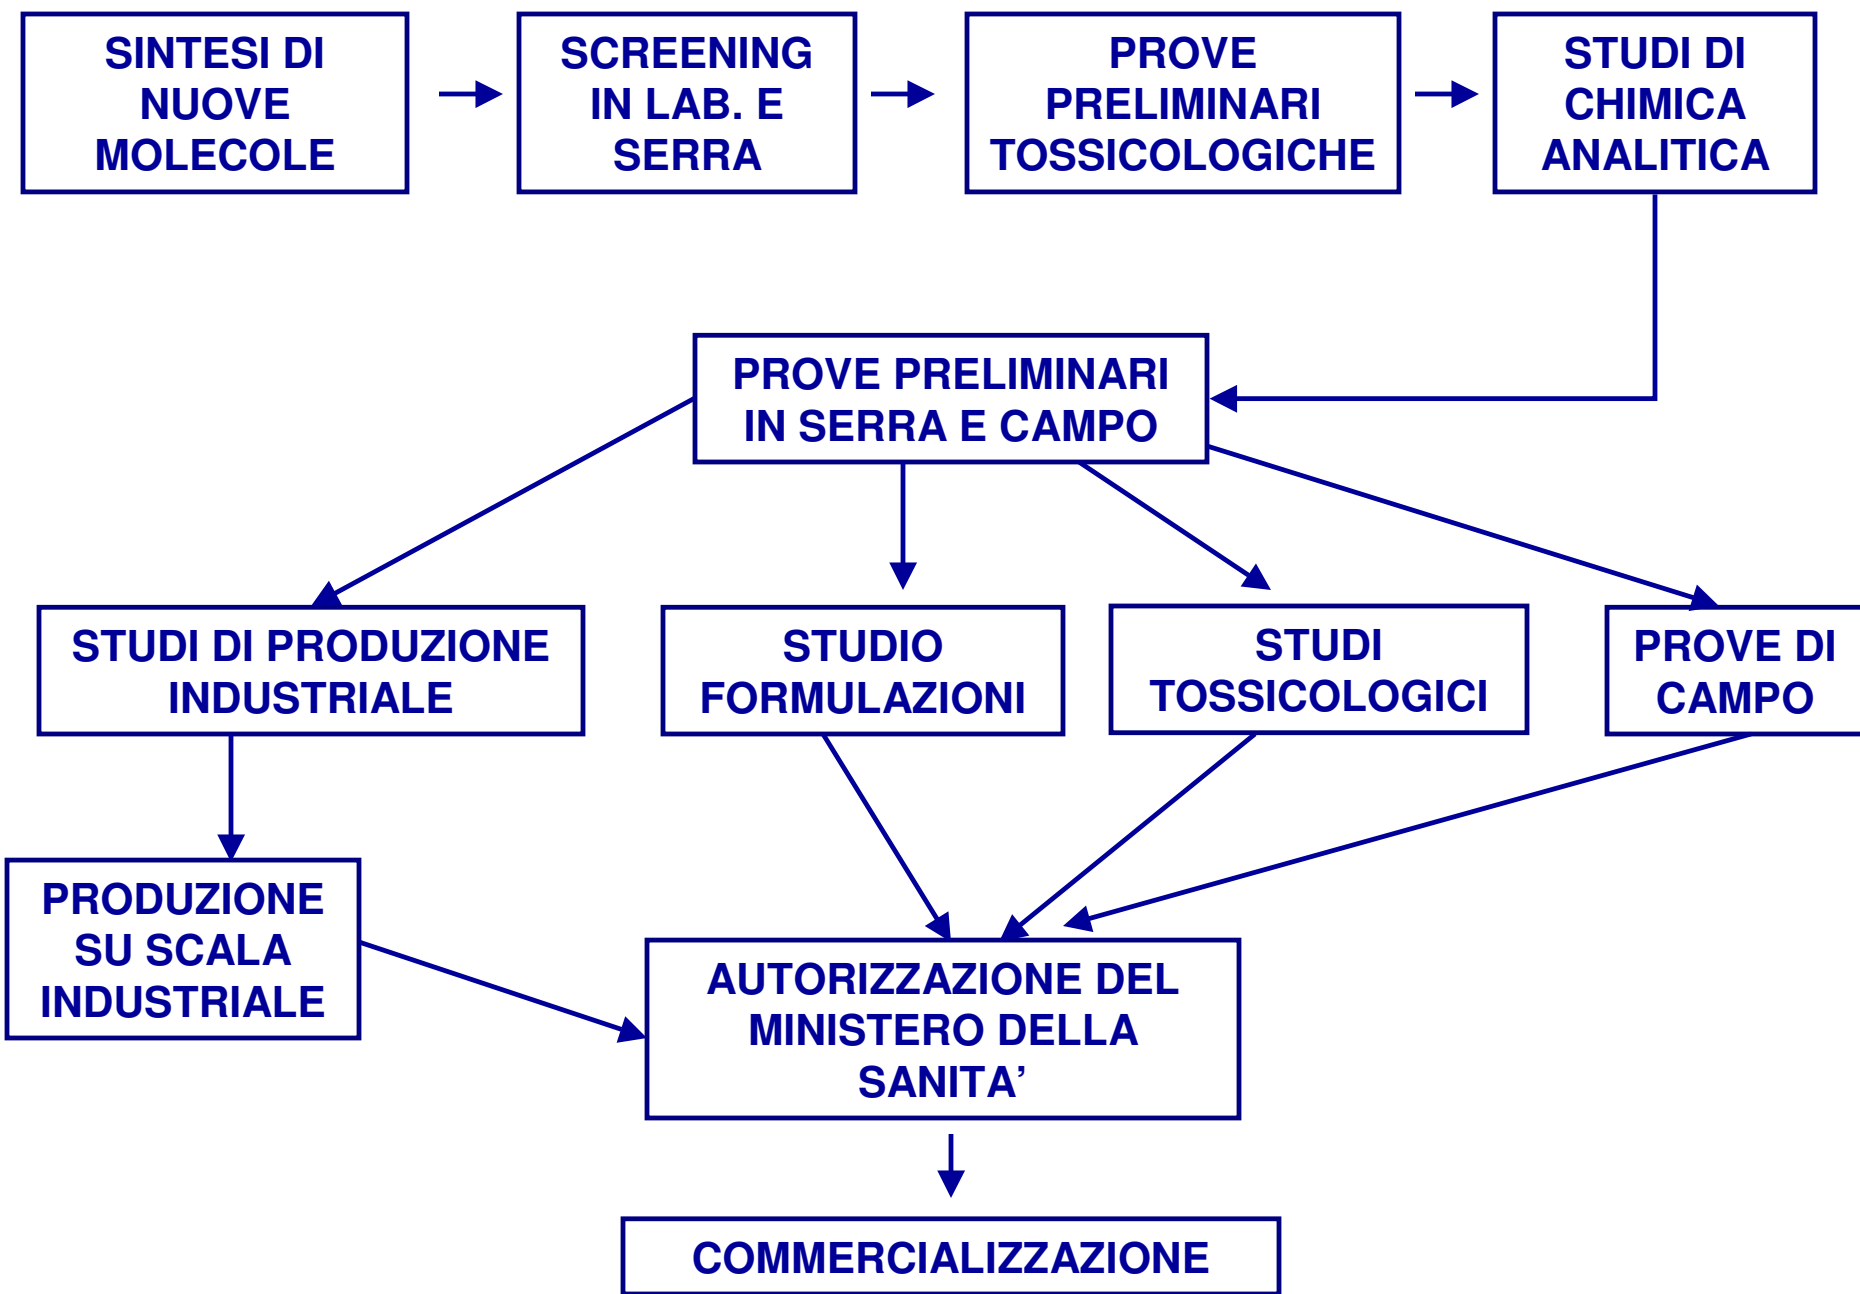 SINTESI DI
NUOVE
MOLECOLE
SCREENING
IN LAB. E
SERRA
PROVE
PRELIMINARI
TOSSICOLOGICHE
STUDI DI
CHIMICA
ANALITICA
PROVE PRELIMINARI
IN SERRA E CAMPO
STUDI DI PRODUZIONE
INDUSTRIALE
STUDIO
FORMULAZIONI
STUDI
TOSSICOLOGICI
PROVE DI
CAMPO
PRODUZIONE
SU SCALA
INDUSTRIALE
AUTORIZZAZIONE DEL
MINISTERO DELLA
SANITA’
COMMERCIALIZZAZIONE